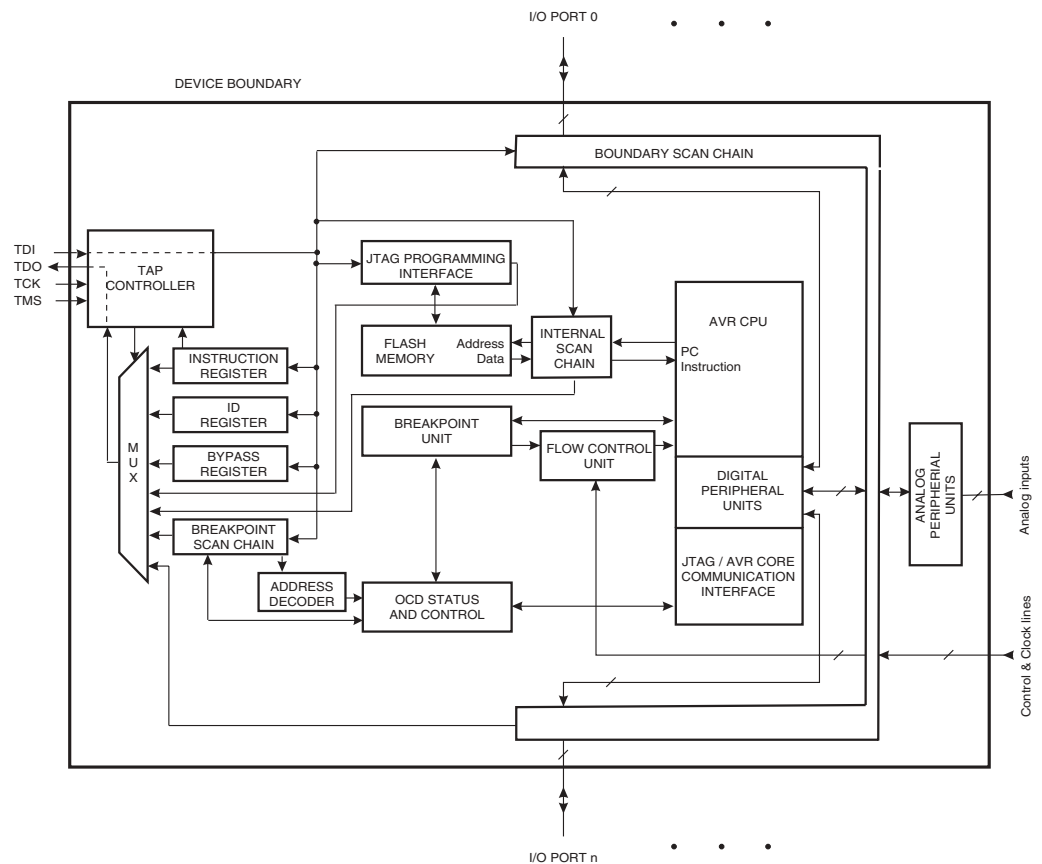 I/O PORT 0
DEVICE BOUNDARY
BOUNDARY SCAN CHAIN
TDI
TDO
TCK
TMS
TAP
CONTROLLER
JTAG PROGRAMMING
INTERFACE
AVR CPU
FLASH
MEMORY
Address
Data
INTERNAL
SCAN
CHAIN
PC
Instruction
INSTRUCTION
REGISTER
ID
REGISTER
M
U
X
BREAKPOINT
UNIT
FLOW CONTROL
UNIT
BYPASS
REGISTER
DIGITAL
PERIPHERAL
UNITS
ANALOG
PERIPHERIAL
UNITS
Analog inputs
BREAKPOINT
SCAN CHAIN
JTAG / AVR CORE
COMMUNICATION
INTERFACE
ADDRESS
DECODER
OCD STATUS
AND CONTROL
Control & Clock lines
I/O PORT n